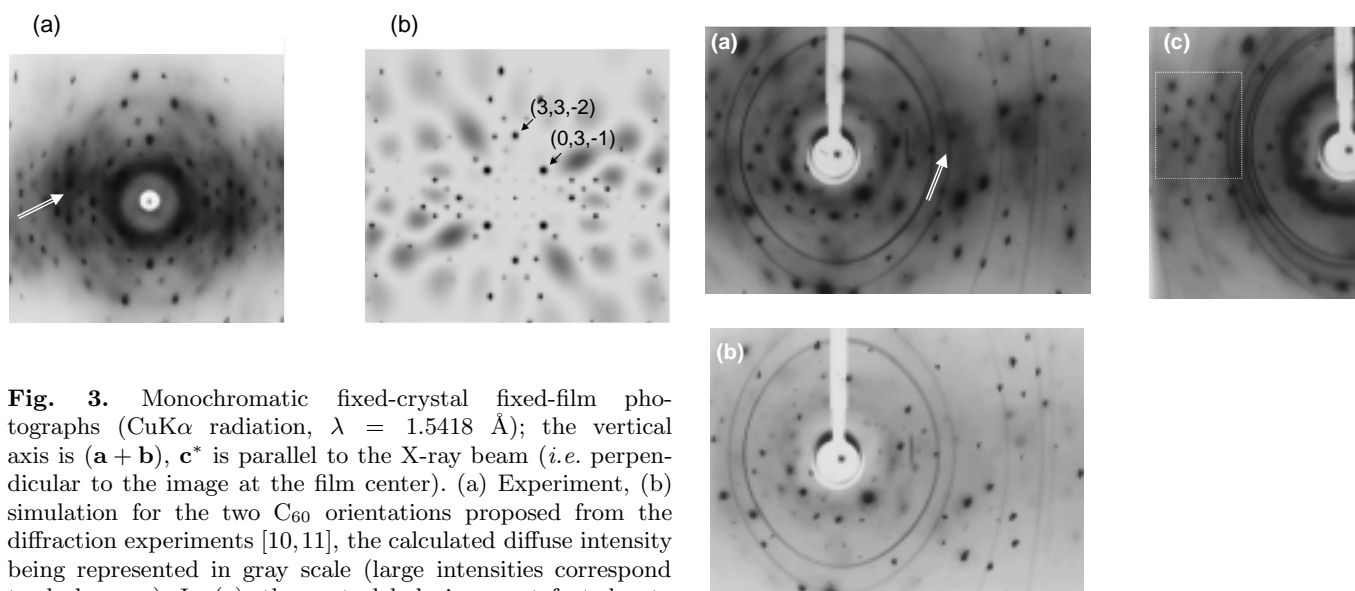 (a)
(b)
(3,3,-2)
(0,3,-1)
(a)
(c)
(b)
Fig. 3. Monochromatic fixed-crystal fixed-film pho-
tographs (CuKα radiation, λ = 1.5418 Å); the vertical
axis is (a + b), c* is parallel to the X-ray beam (i.e. perpen-
dicular to the image at the film center). (a) Experiment, (b)
simulation for the two C60 orientations proposed from the
diffraction experiments [10,11], the calculated diffuse intensity
being represented in gray scale (large intensities correspond